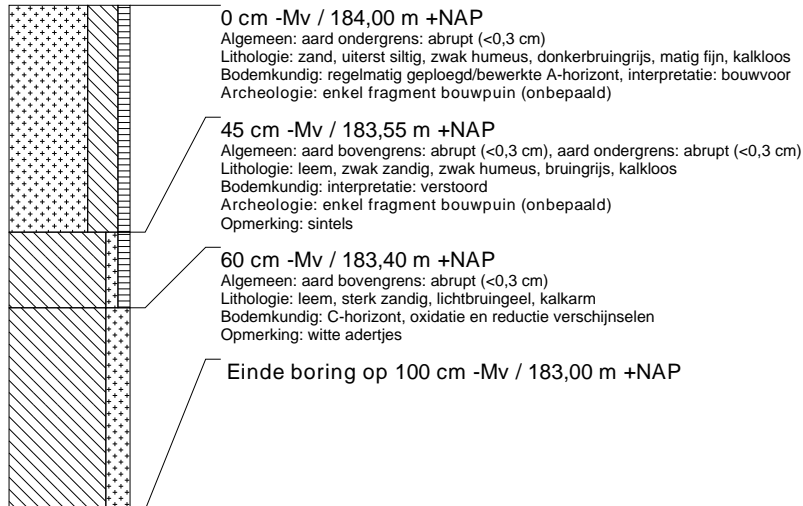 0 cm -Mv / 184,00 m +NAP
Algemeen: aard ondergrens: abrupt (<0,3 cm)
Lithologie: zand, uiterst siltig, zwak humeus, donkerbruingrijs, matig fijn, kalkloos
Bodemkundig: regelmatig geploegd/bewerkte A-horizont, interpretatie: bouwvoor
Archeologie: enkel fragment bouwpuin (onbepaald)
45 cm -Mv / 183,55 m +NAP
Algemeen: aard bovengrens: abrupt (<0,3 cm), aard ondergrens: abrupt (<0,3 cm)
Lithologie: leem, zwak zandig, zwak humeus, bruingrijs, kalkloos
Bodemkundig: interpretatie: verstoord
Archeologie: enkel fragment bouwpuin (onbepaald)
Opmerking: sintels
60 cm -Mv / 183,40 m +NAP
Algemeen: aard bovengrens: abrupt (<0,3 cm)
Lithologie: leem, sterk zandig, lichtbruingeel, kalkarm
Bodemkundig: C-horizont, oxidatie en reductie verschijnselen
Opmerking: witte adertjes
Einde boring op 100 cm -Mv / 183,00 m +NAP